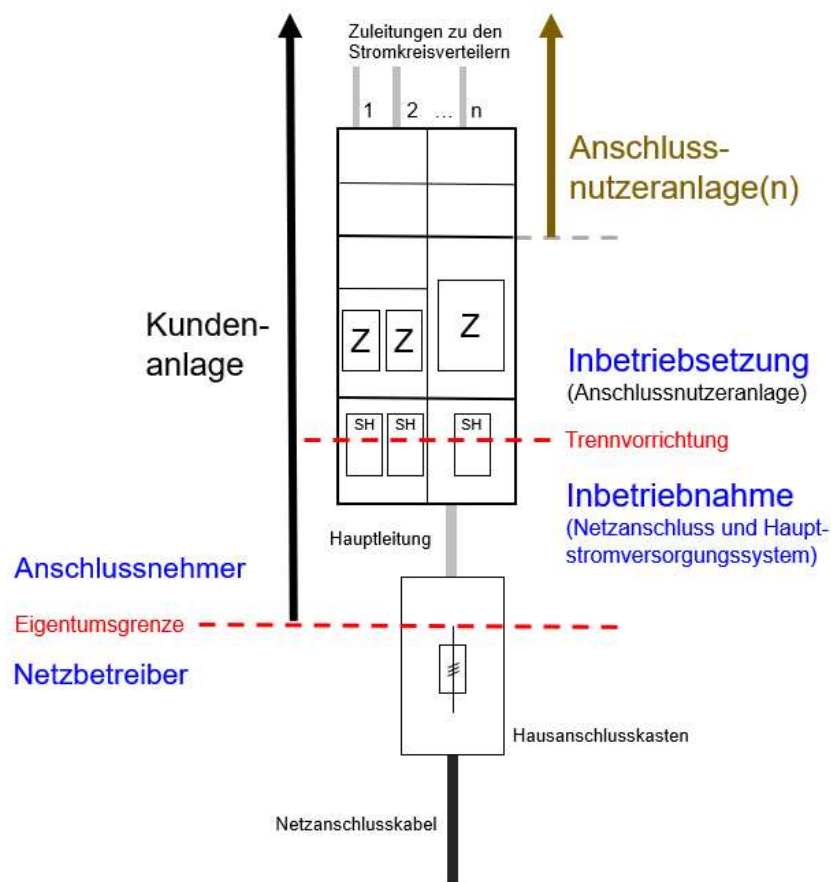 Zuleitungen zu den
Stromkreisverteilern
1 2 ... n
Anschluss-
nutzeranlage(n)
Kunden-
anlage
Z Z Z
Inbetriebsetzung
(Anschlussnutzeranlage)
SH SH SH
Trennvorrichtung
Inbetriebnahme
(Netzanschluss und Haupt-
stromversorgungssystem)
Hauptleitung
Anschlussnehmer
Eigentumsgrenze
Netzbetreiber
Hausanschlusskasten
Netzanschlusskabel